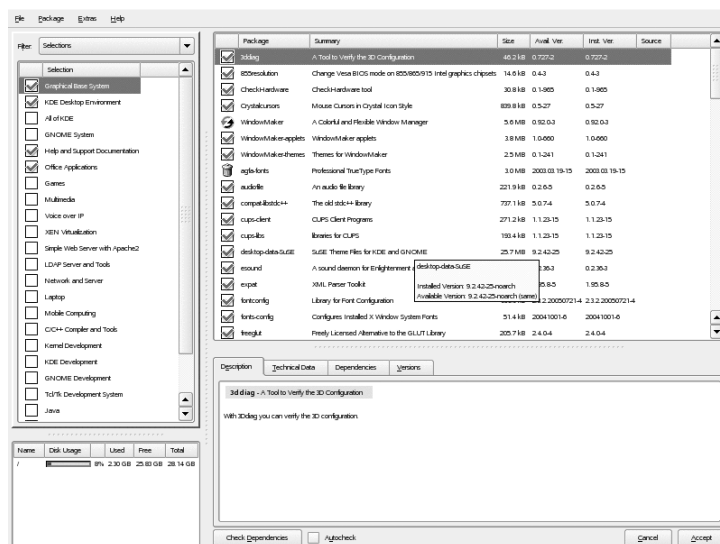 File Package Extras Help
Filter: Selections
Selection
Graphical Base System
KDE Desktop Environment
All of KDE
GNOME System
Help and Support Documentation
Office Applications
Games
Multimedia
Voice over IP
XEN Virtualization
Simple Web Server with Apache2
LDAP Server and Tools
Network and Server
Laptop
Mobile Computing
C/C++ Compiler and Tools
Kernel Development
KDE Development
GNOME Development
Tcl/Tk Development System
Java
Name Disk Usage Used Free Total
/ 8% 2.30 GB 25.83 GB 28.14 GB
Package Summary Size Avail. Ver. Inst. Ver. Source
3ddiag A Tool to Verify the 3D Configuration 46.2 kB 0.727-2 0.727-2
855resolution Change Vesa BIOS mode on 855/865/915 Intel graphics chipsets 14.6 kB 0.4-3 0.4-3
CheckHardware CheckHardware tool 30.8 kB 0.1-965 0.1-965
Crystalcursors Mouse Cursors in Crystal Icon Style 839.8 kB 0.5-27 0.5-27
WindowMaker A Colorful and Flexible Window Manager 5.6 MB 0.92.0-3 0.92.0-3
WindowMaker-applets WindowMaker applets 3.8 MB 1.0-660 1.0-660
WindowMaker-themes Themes for WindowMaker 2.5 MB 0.1-241 0.1-241
agfa-fonts Professional TrueType Fonts 3.0 MB 2003.03.19-15 2003.03.19-15
audiofile An audio file library 221.9 kB 0.2.6-5 0.2.6-5
compat-libstdc++ The old stdc++ library 737.1 kB 5.0.7-4 5.0.7-4
cups-client CUPS Client Programs 271.2 kB 1.1.23-15 1.1.23-15
cups-libs libraries for CUPS 193.4 kB 1.1.23-15 1.1.23-15
desktop-data-SuSE SuSE Theme Files for KDE and GNOME 25.7 MB 9.2.42-25 9.2.42-25
esound A sound daemon for Enlightenment 0.2.36-3
expat XML Parser Toolkit 1.95.8-5
fontconfig Library for Font Configuration 2.3.2.20050721-4
fonts-config Configures Installed X Window System Fonts 51.4 kB 20041001-6 20041001-6
freeglut Freely Licensed Alternative to the GLUT Library 205.7 kB 2.4.0-4 2.4.0-4
desktop-data-SuSE
Installed Version: 9.2.42-25-noarch
Available Version: 9.2.42-25-noarch (same)
Description Technical Data Dependencies Versions
3ddiag - A Tool to Verify the 3D Configuration
With 3Ddiag you can verify the 3D configuration.
Check Dependencies Autocheck Cancel Accept